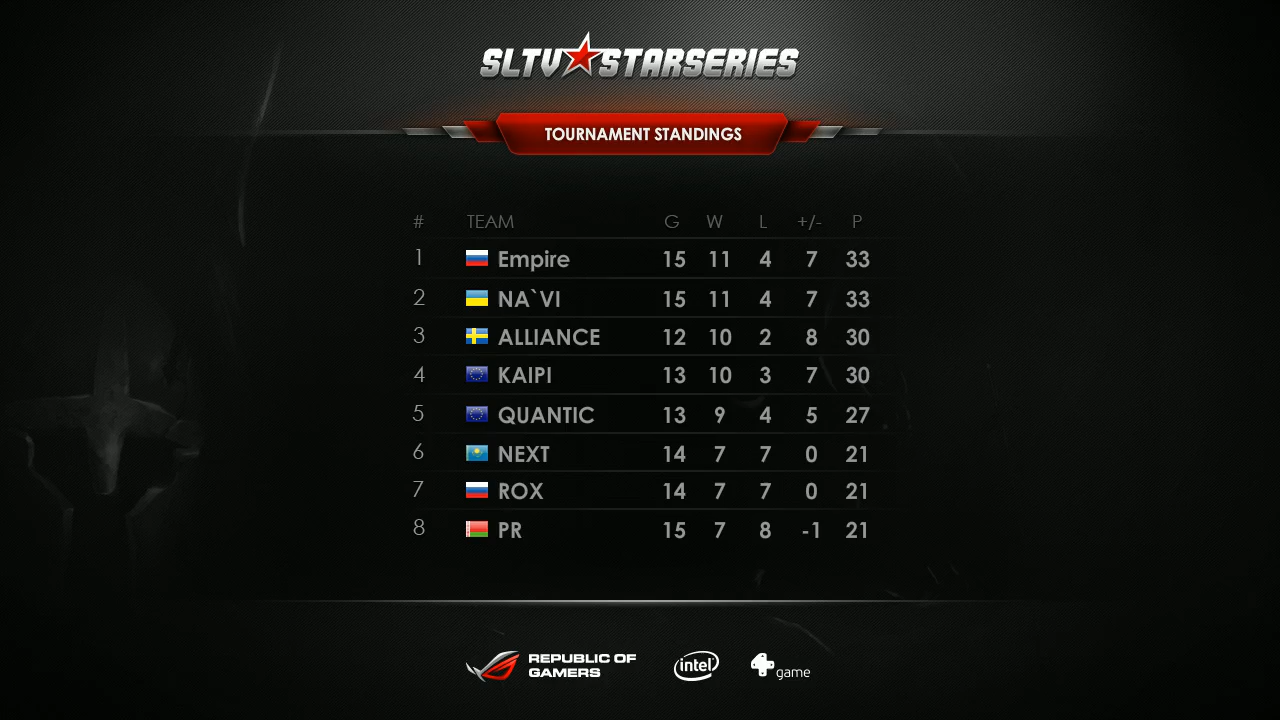 SLTV STARSERIES
TOURNAMENT STANDINGS
# TEAM G W L +/- P
1 Empire 15 11 4 7 33
2 NA`VI 15 11 4 7 33
3 ALLIANCE 12 10 2 8 30
4 KAIPI 13 10 3 7 30
5 QUANTIC 13 9 4 5 27
6 NEXT 14 7 7 0 21
7 ROX 14 7 7 0 21
8 PR 15 7 8 -1 21
REPUBLIC OF
GAMERS
intel
game